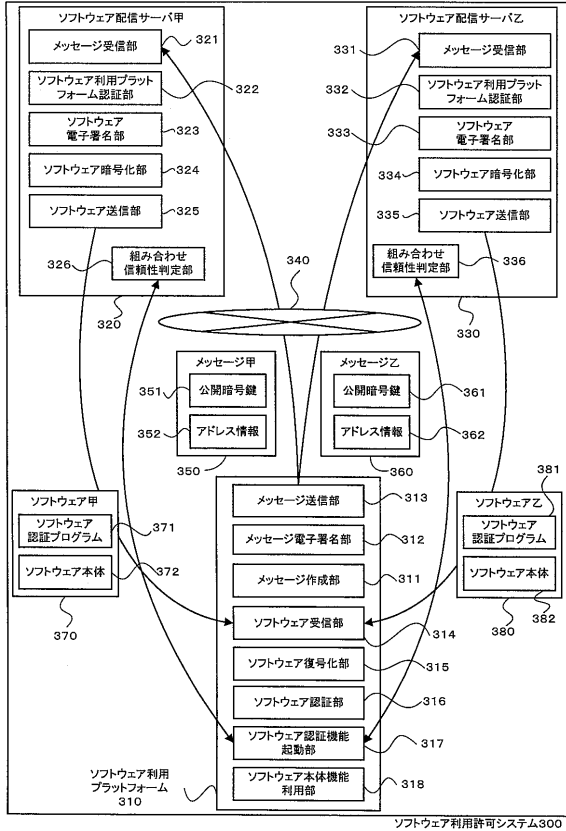 ソフトウェア配信サーバ甲
メッセージ受信部
321
ソフトウェア利用プラット
フォーム認証部
322
ソフトウェア
電子署名部
323
ソフトウェア暗号化部
324
ソフトウェア送信部
325
組み合わせ
信頼性判定部
326
320
ソフトウェア配信サーバ乙
331
メッセージ受信部
332
ソフトウェア利用プラット
フォーム認証部
333
ソフトウェア
電子署名部
334
ソフトウェア暗号化部
335
ソフトウェア送信部
組み合わせ
信頼性判定部
336
330
340
メッセージ甲
351
公開暗号鍵
352
アドレス情報
350
メッセージ乙
公開暗号鍵
361
アドレス情報
362
360
メッセージ送信部
313
メッセージ電子署名部
312
メッセージ作成部
311
ソフトウェア受信部
314
ソフトウェア復号化部
315
ソフトウェア認証部
316
ソフトウェア認証機能
起動部
317
ソフトウェア本体機能
利用部
318
ソフトウェア利用
プラットフォーム
310
ソフトウェア甲
ソフトウェア
認証プログラム
371
ソフトウェア本体
372
370
ソフトウェア乙
381
ソフトウェア
認証プログラム
ソフトウェア本体
382
380
ソフトウェア利用許可システム300